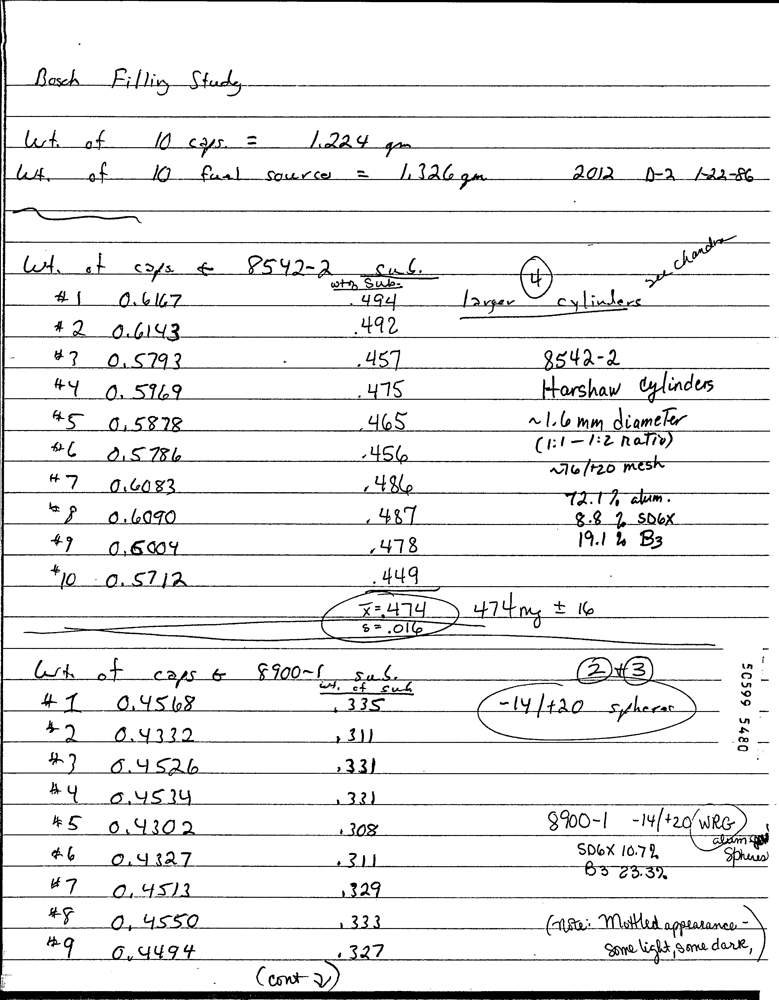 Bosch Filling Study
Wt. of 10 caps. = 1.224 gm
Wt. of 10 fuel source = 1.326 gm 2012 D-2 1-22-86
Wt. of caps & 8542-2 sub.
wt of Sub.
see chandra
#1 0.6167 .494 larger (4) cylinders
#2 0.6143 .492
#3 0.5793 .457 8542-2
#4 0.5969 .475 Harshaw cylinders
#5 0.5878 .465 ~1.6 mm diameter
(1:1 – 1:2 ratio)
#6 0.5786 .456
~16/+20 mesh
#7 0.6083 .486
72.1% alum.
#8 0.6090 .487 8.8 % SD6X
#9 0.6004 .478 19.1 % B3
#10 0.5712 .449
x̄ = .474 474 mg ± 16
s = .016
Wt. of caps & 8900-1 sub. (2) & (3)
wt. of sub
#1 0.4568 .335 -14/+20 spheres
#2 0.4332 .311
#3 0.4526 .331
#4 0.4534 .331
#5 0.4302 .308 8900-1 -14/+20 WRG
alum
Spheres
#6 0.4327 .311 SD6X 10.7%
B3 23.3%
#7 0.4513 .329
#8 0.4550 .333 (Note: Mottled appearance -
#9 0.4494 .327 Some light, some dark,)
(cont 2)
50599 5480